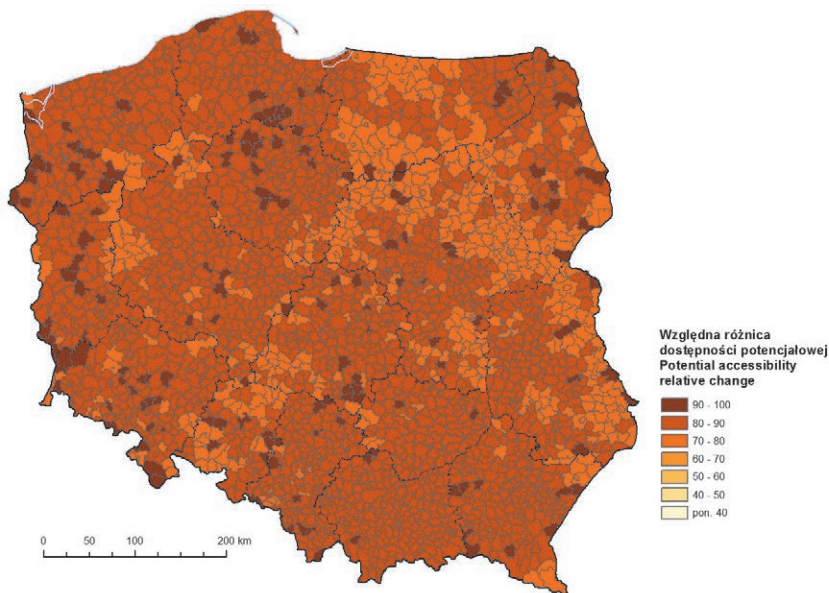 Względna różnica
dostępności potencjałowej
Potential accessibility
relative change
90 - 100
80 - 90
70 - 80
60 - 70
50 - 60
40 - 50
pon. 40
0 50 100 200 km